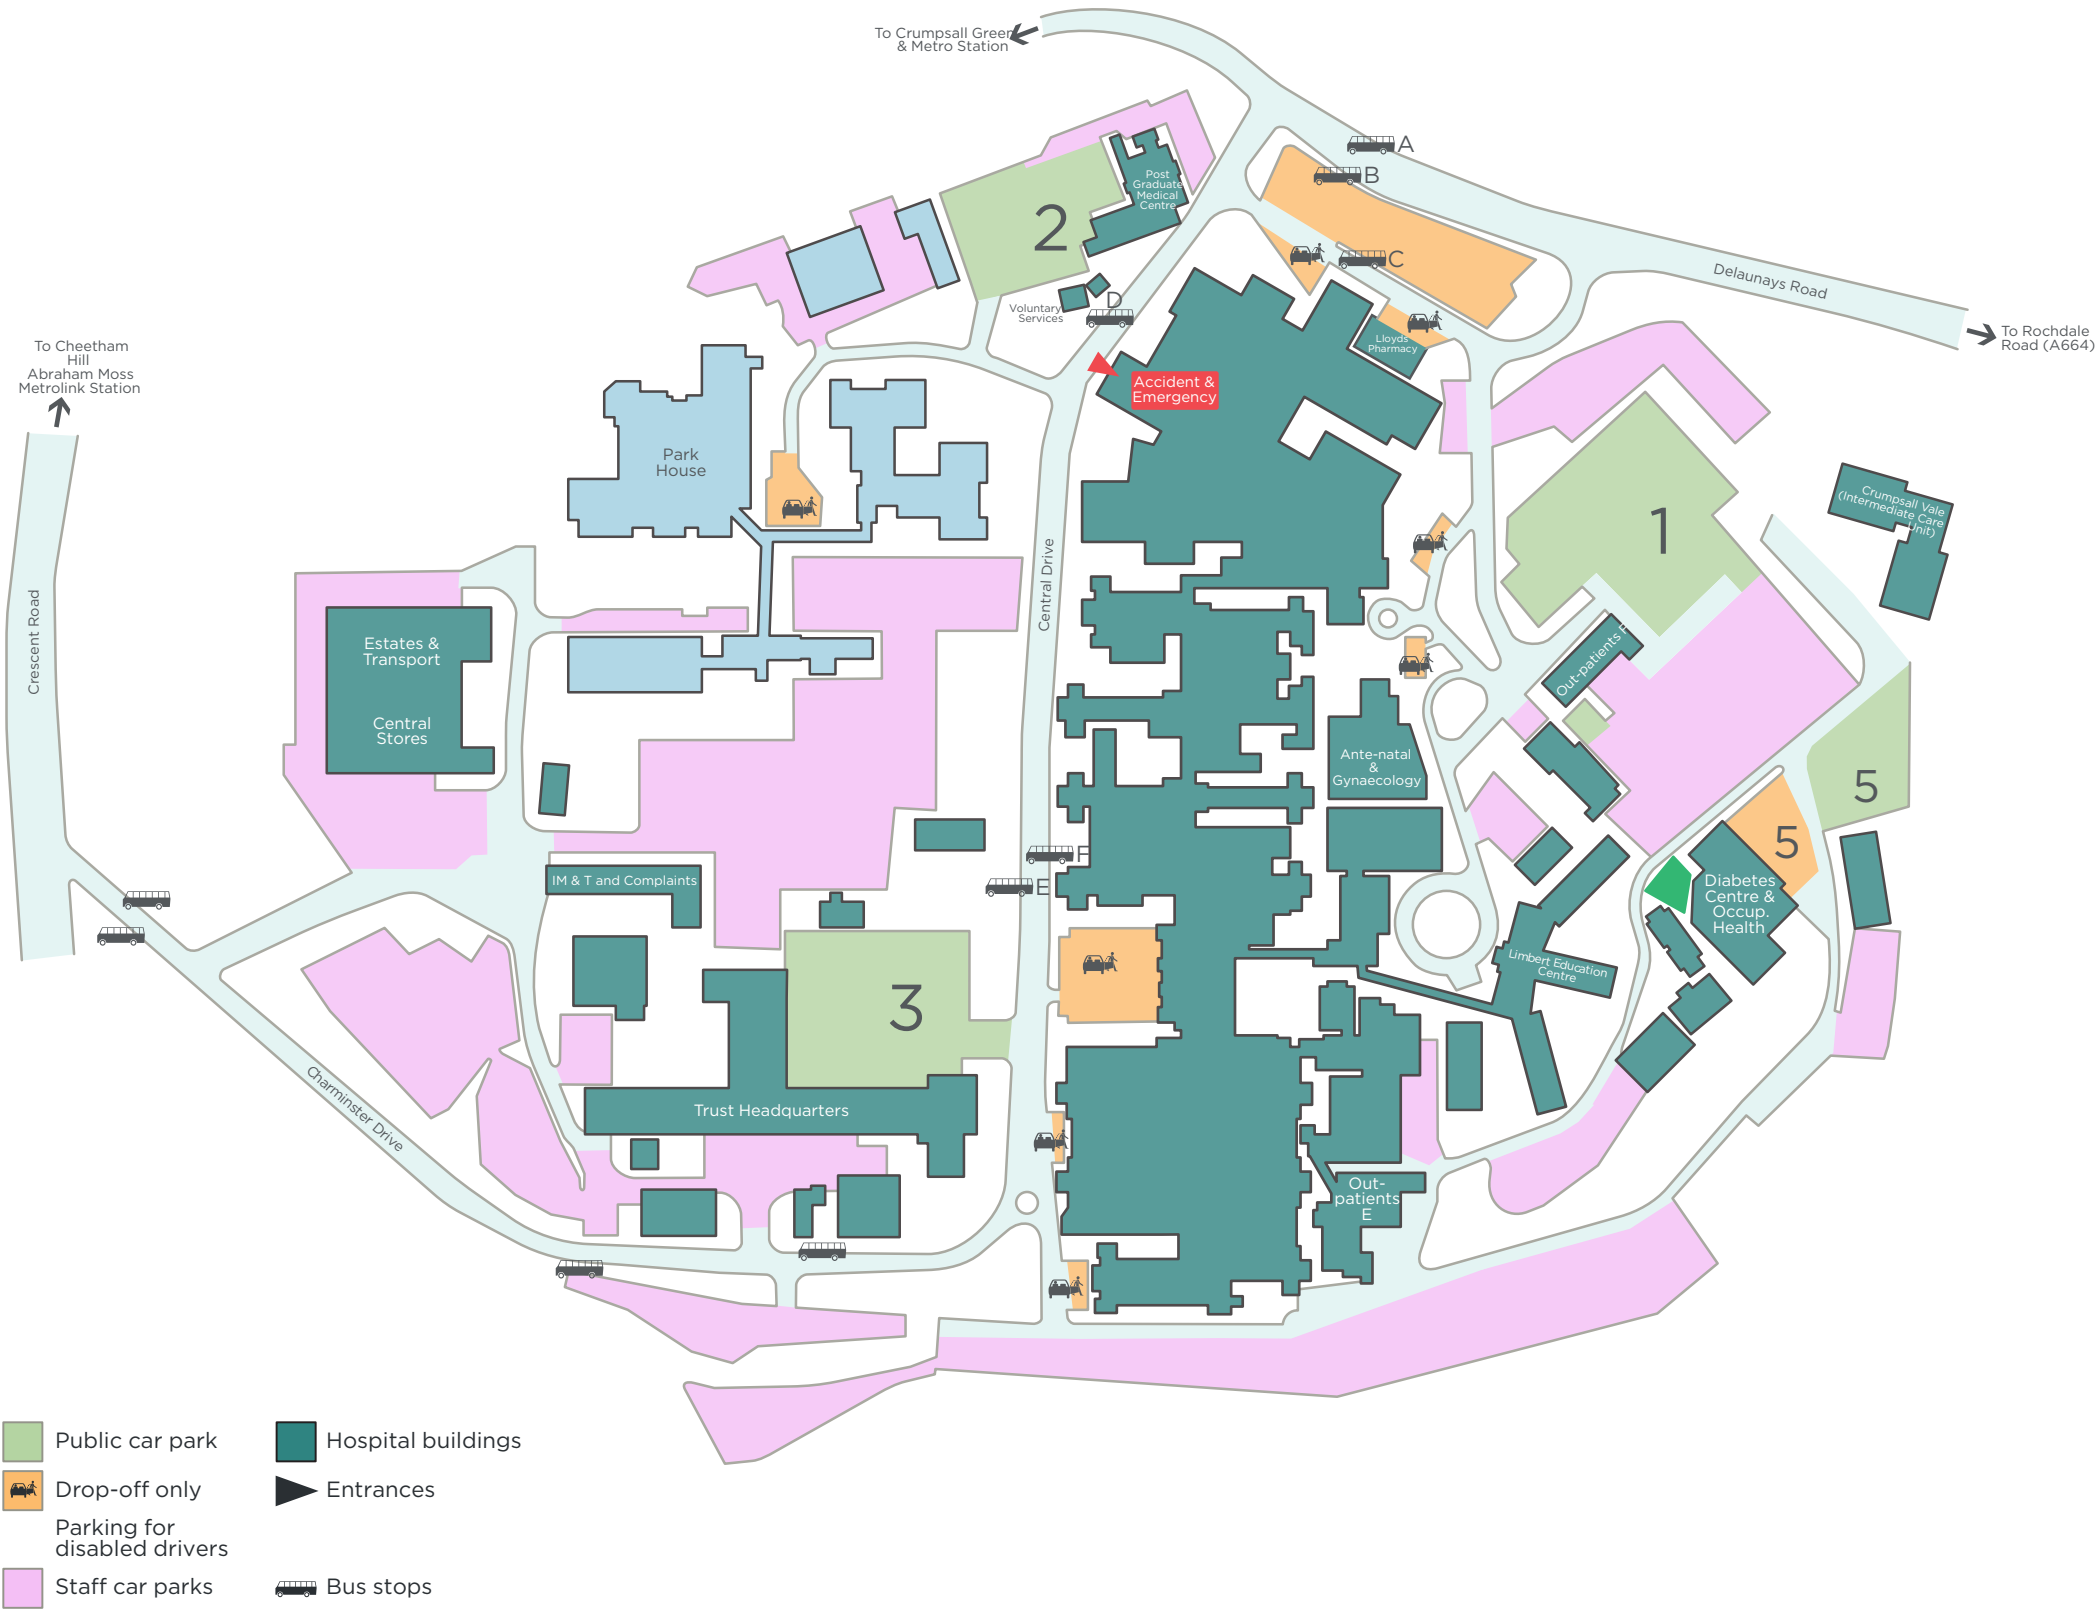 To Crumpsall Green
& Metro Station
A
B
C
D
Post
Graduate
Medical
Centre
2
Voluntary
Services
Delaunays Road
To Rochdale
Road (A664)
Lloyds
Pharmacy
Accident &
Emergency
To Cheetham
Hill
Abraham Moss
Metrolink Station
Park
House
1
Crumpsall Vale
(Intermediate Care
Unit)
Crescent Road
Central Drive
Estates &
Transport
Central
Stores
Out-patients F
Ante-natal
&
Gynaecology
5
5
F
E
IM & T and Complaints
Diabetes
Centre &
Occup.
Health
Limbert Education
Centre
3
Trust Headquarters
Charminster Drive
Out-
patients
E
Public car park
Hospital buildings
Drop-off only
Entrances
Parking for
disabled drivers
Staff car parks
Bus stops